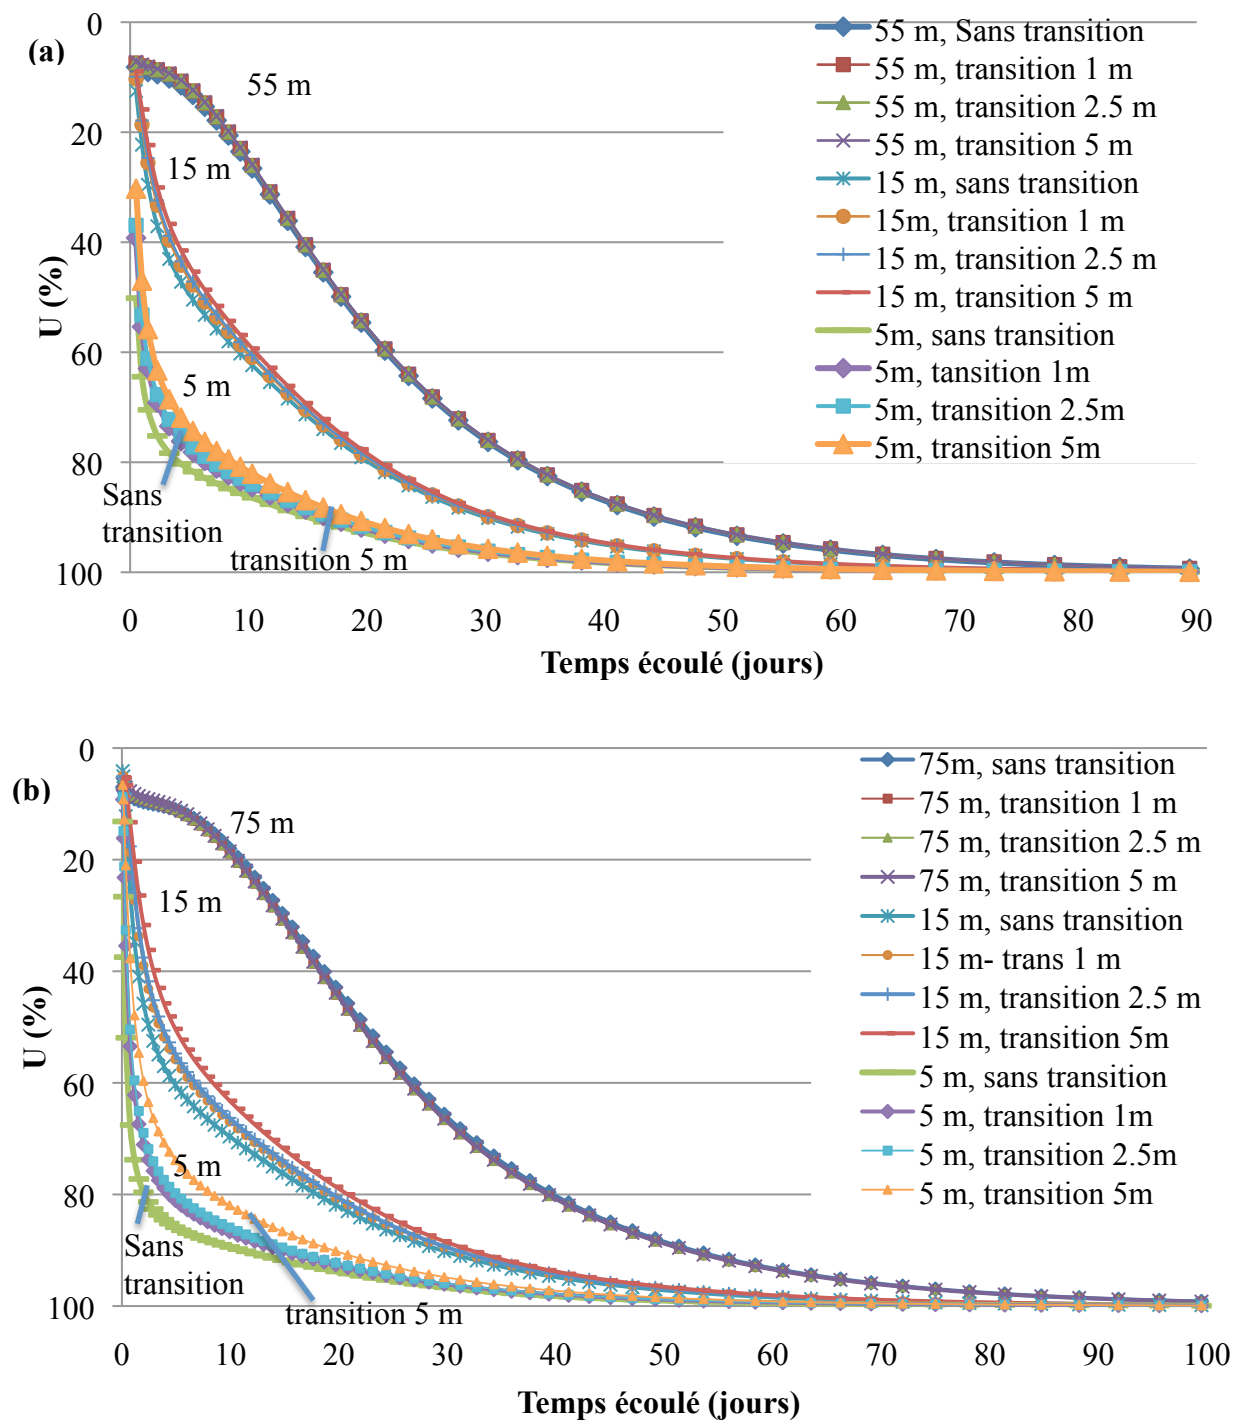 (a)
0
20
40
60
80
100
U (%)
55 m
15 m
5 m
Sans
transition
transition 5 m
55 m, Sans transition
55 m, transition 1 m
55 m, transition 2.5 m
55 m, transition 5 m
15 m, sans transition
15m, transition 1 m
15 m, transition 2.5 m
15 m, transition 5 m
5m, sans transition
5m, tansition 1m
5m, transition 2.5m
5m, transition 5m
0 10 20 30 40 50 60 70 80 90
Temps écoulé (jours)
(b)
0
20
40
60
80
100
U (%)
75 m
15 m
5 m
Sans
transition
transition 5 m
75m, sans transition
75 m, transition 1 m
75 m, transition 2.5 m
75 m, transition 5 m
15 m, sans transition
15 m- trans 1 m
15 m, transition 2.5 m
15 m, transition 5m
5 m, sans transition
5 m, transition 1m
5 m, transition 2.5m
5 m, transition 5m
0 10 20 30 40 50 60 70 80 90 100
Temps écoulé (jours)